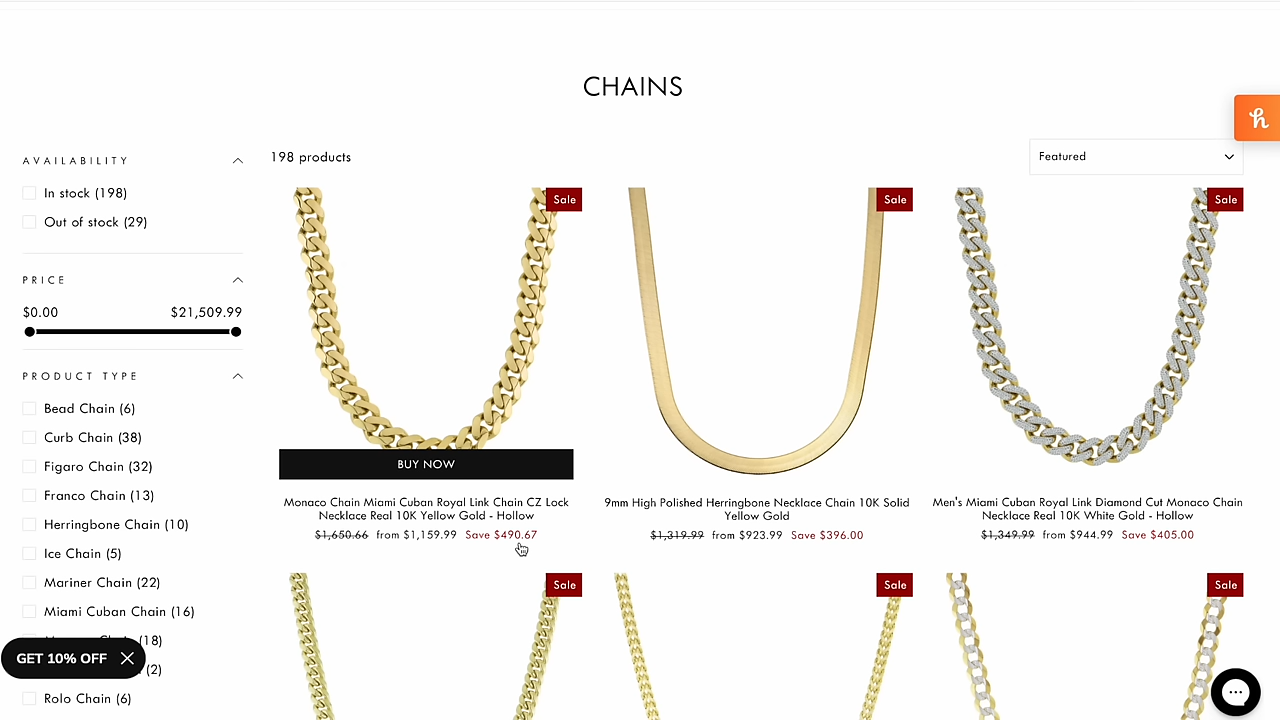 CHAINS
AVAILABILITY
In stock (198)
Out of stock (29)
PRICE
$0.00 $21,509.99
PRODUCT TYPE
Bead Chain (6)
Curb Chain (38)
Figaro Chain (32)
Franco Chain (13)
Herringbone Chain (10)
Ice Chain (5)
Mariner Chain (22)
Miami Cuban Chain (16)
(18)
(2)
Rolo Chain (6)
GET 10% OFF
198 products
Featured
Sale
BUY NOW
Monaco Chain Miami Cuban Royal Link Chain CZ Lock
Necklace Real 10K Yellow Gold - Hollow
$1,650.66 from $1,159.99 Save $490.67
Sale
9mm High Polished Herringbone Necklace Chain 10K Solid
Yellow Gold
$1,319.99 from $923.99 Save $396.00
Sale
Men's Miami Cuban Royal Link Diamond Cut Monaco Chain
Necklace Real 10K White Gold - Hollow
$1,349.99 from $944.99 Save $405.00
Sale
Sale
Sale
h